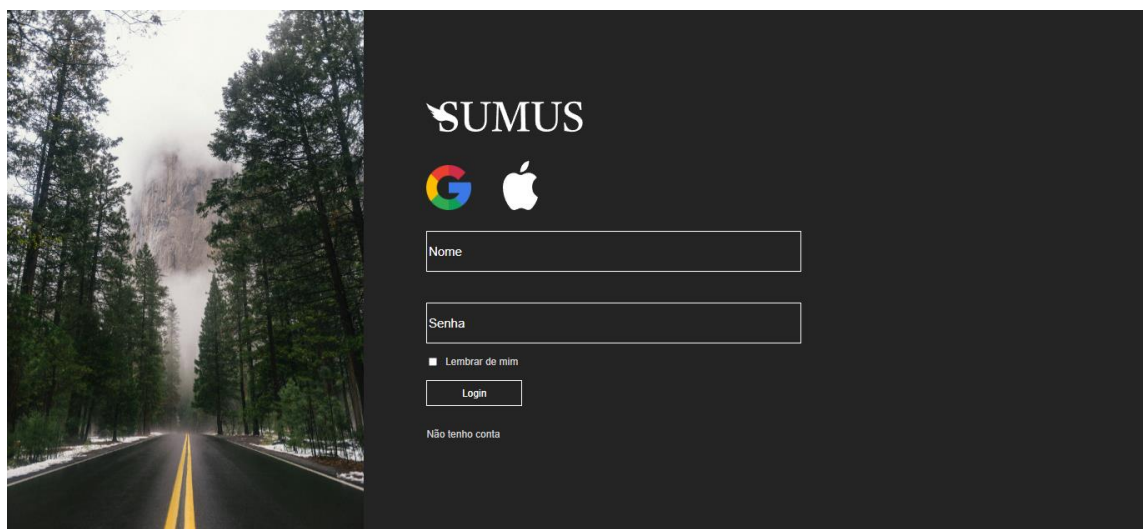 SUMUS
Nome
Senha
Lembrar de mim
Login
Não tenho conta